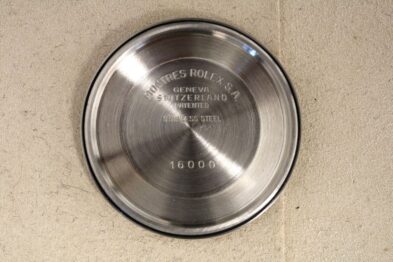 MONTRES ROLEX S.A.
GENEVA
SWITZERLAND
PATENTED
STAINLESS STEEL
16000